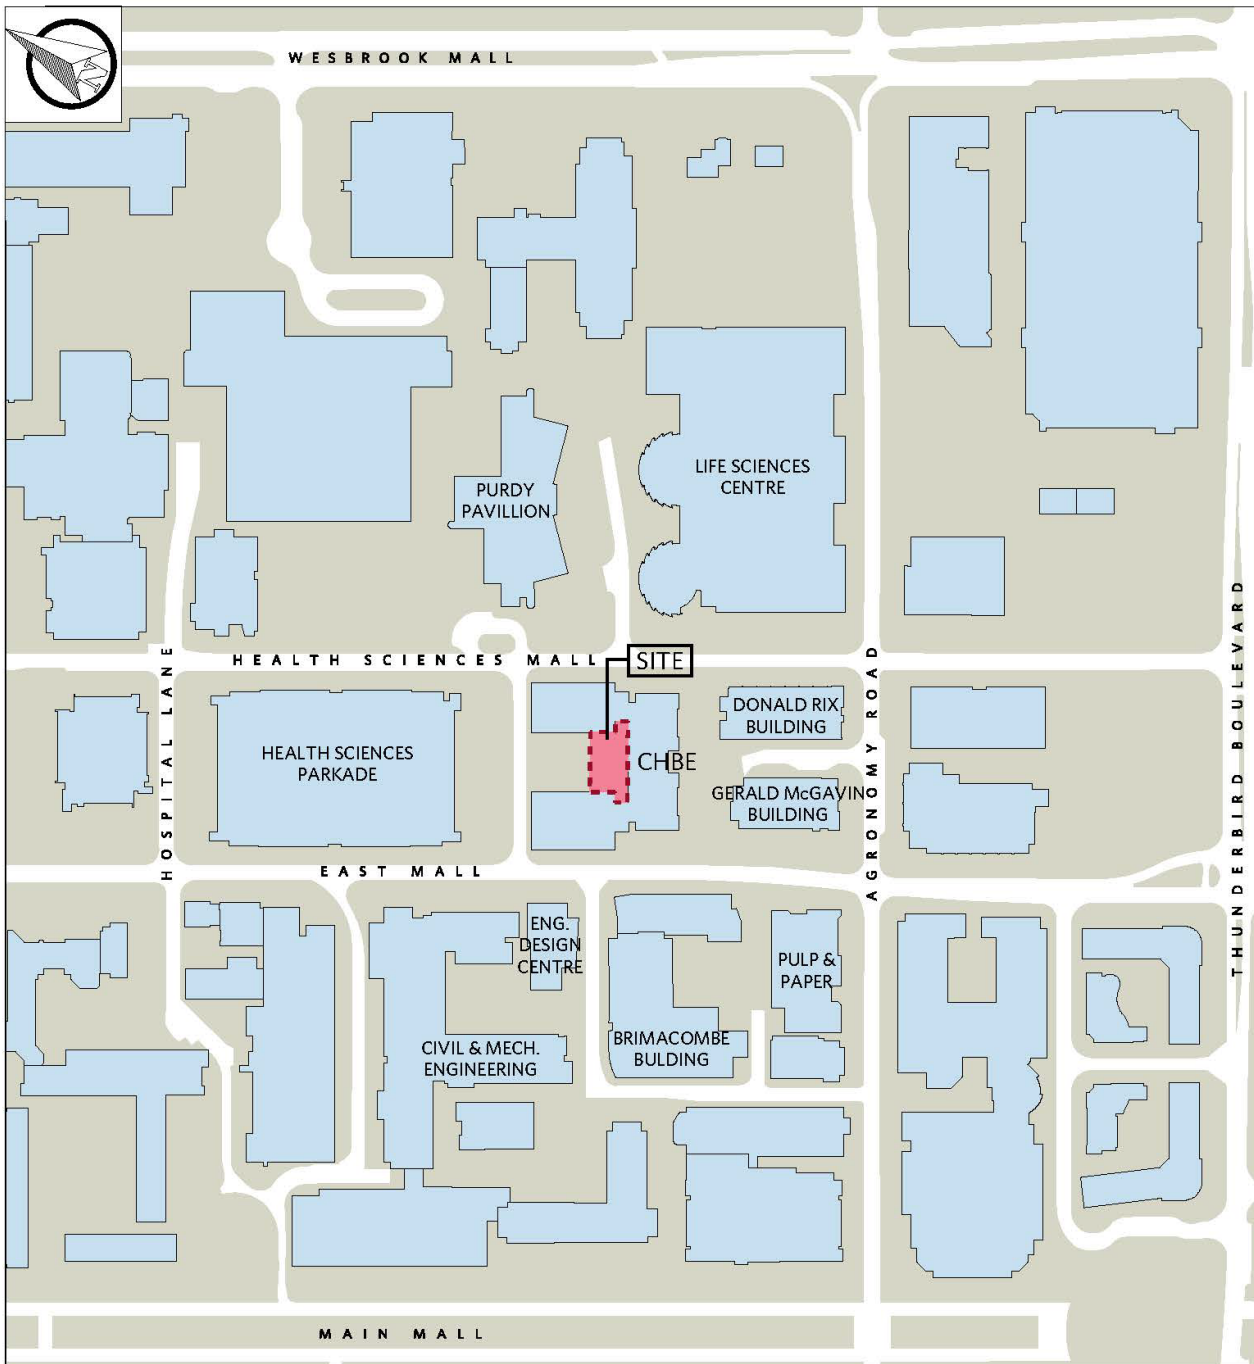 N
WESBROOK MALL
LIFE SCIENCES
CENTRE
PURDY
PAVILLION
THUNDERBIRD BOULEVARD
HEALTH SCIENCES MALL
SITE
HOSPITAL LANE
AGRONOMY ROAD
DONALD RIX
BUILDING
HEALTH SCIENCES
PARKADE
CHBE
GERALD McGAVIN
BUILDING
EAST MALL
ENG.
DESIGN
CENTRE
PULP &
PAPER
CIVIL & MECH.
ENGINEERING
BRIMACOMBE
BULDING
MAIN MALL